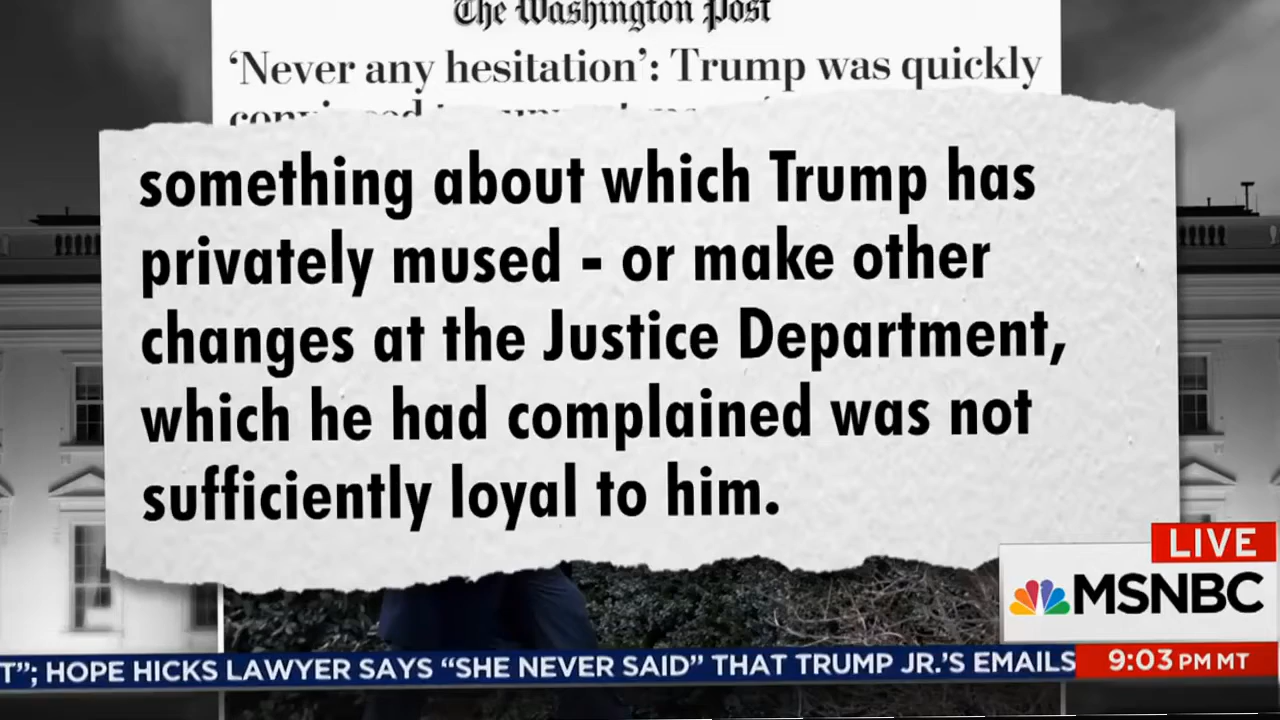 The Washington Post
‘Never any hesitation’: Trump was quickly
something about which Trump has
privately mused - or make other
changes at the Justice Department,
which he had complained was not
sufficiently loyal to him.
LIVE
MSNBC
T”; HOPE HICKS LAWYER SAYS “SHE NEVER SAID” THAT TRUMP JR.’S EMAILS
9:03 PM MT